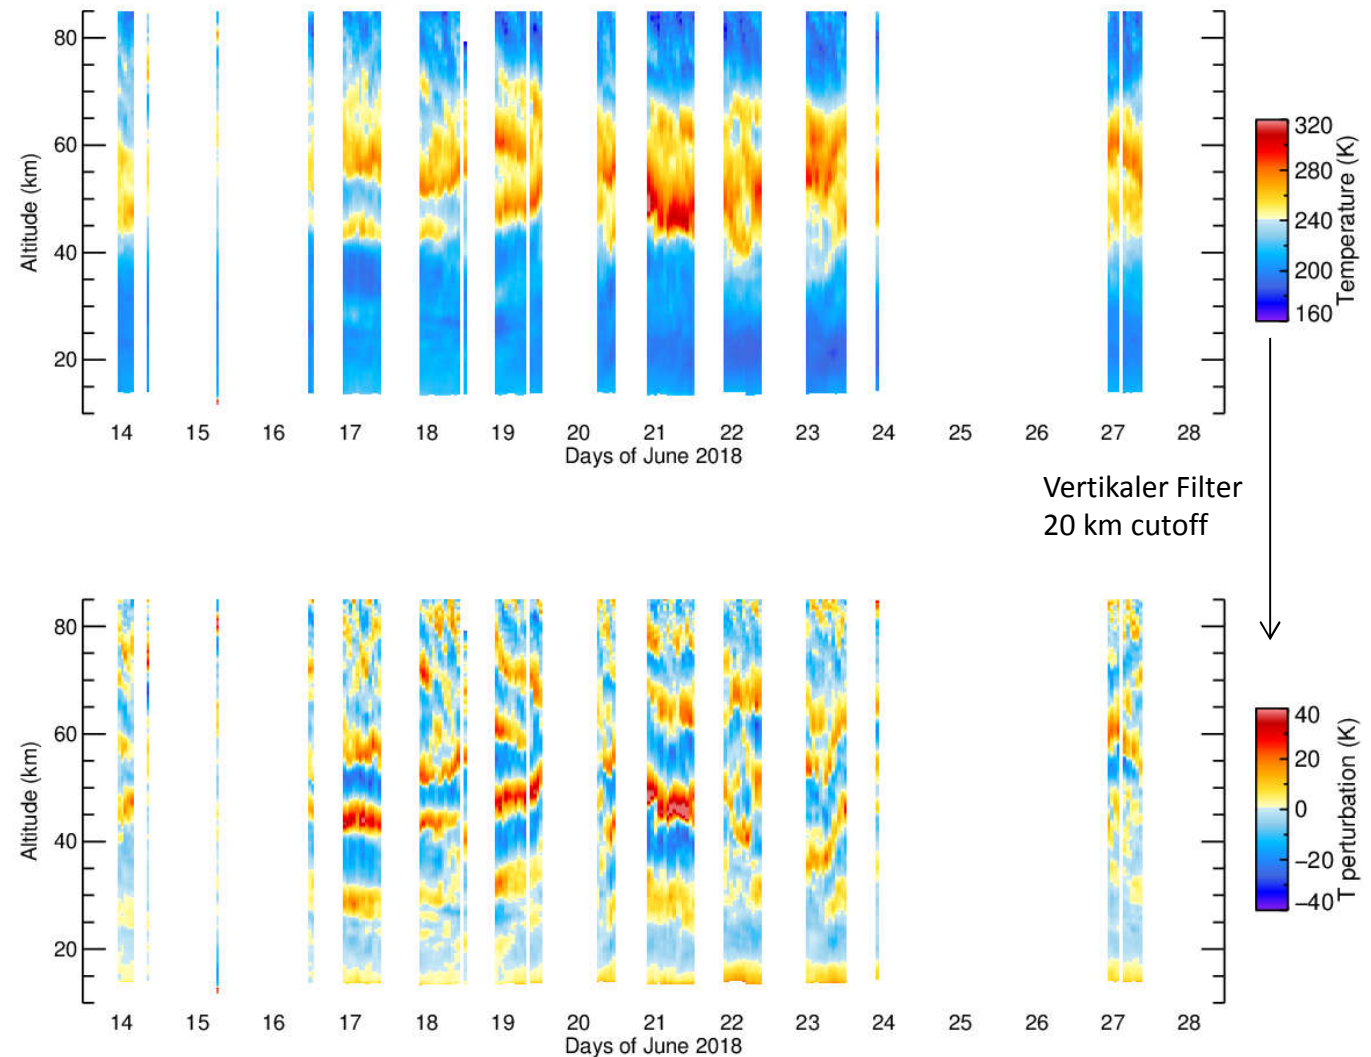 80
60
40
20
Altitude (km)
14 15 16 17 18 19 20 21 22 23 24 25 26 27 28
Days of June 2018
320
280
240
200
160
Temperature (K)
Vertikaler Filter
20 km cutoff
80
60
40
20
Altitude (km)
14 15 16 17 18 19 20 21 22 23 24 25 26 27 28
Days of June 2018
40
20
0
−20
−40
T perturbation (K)